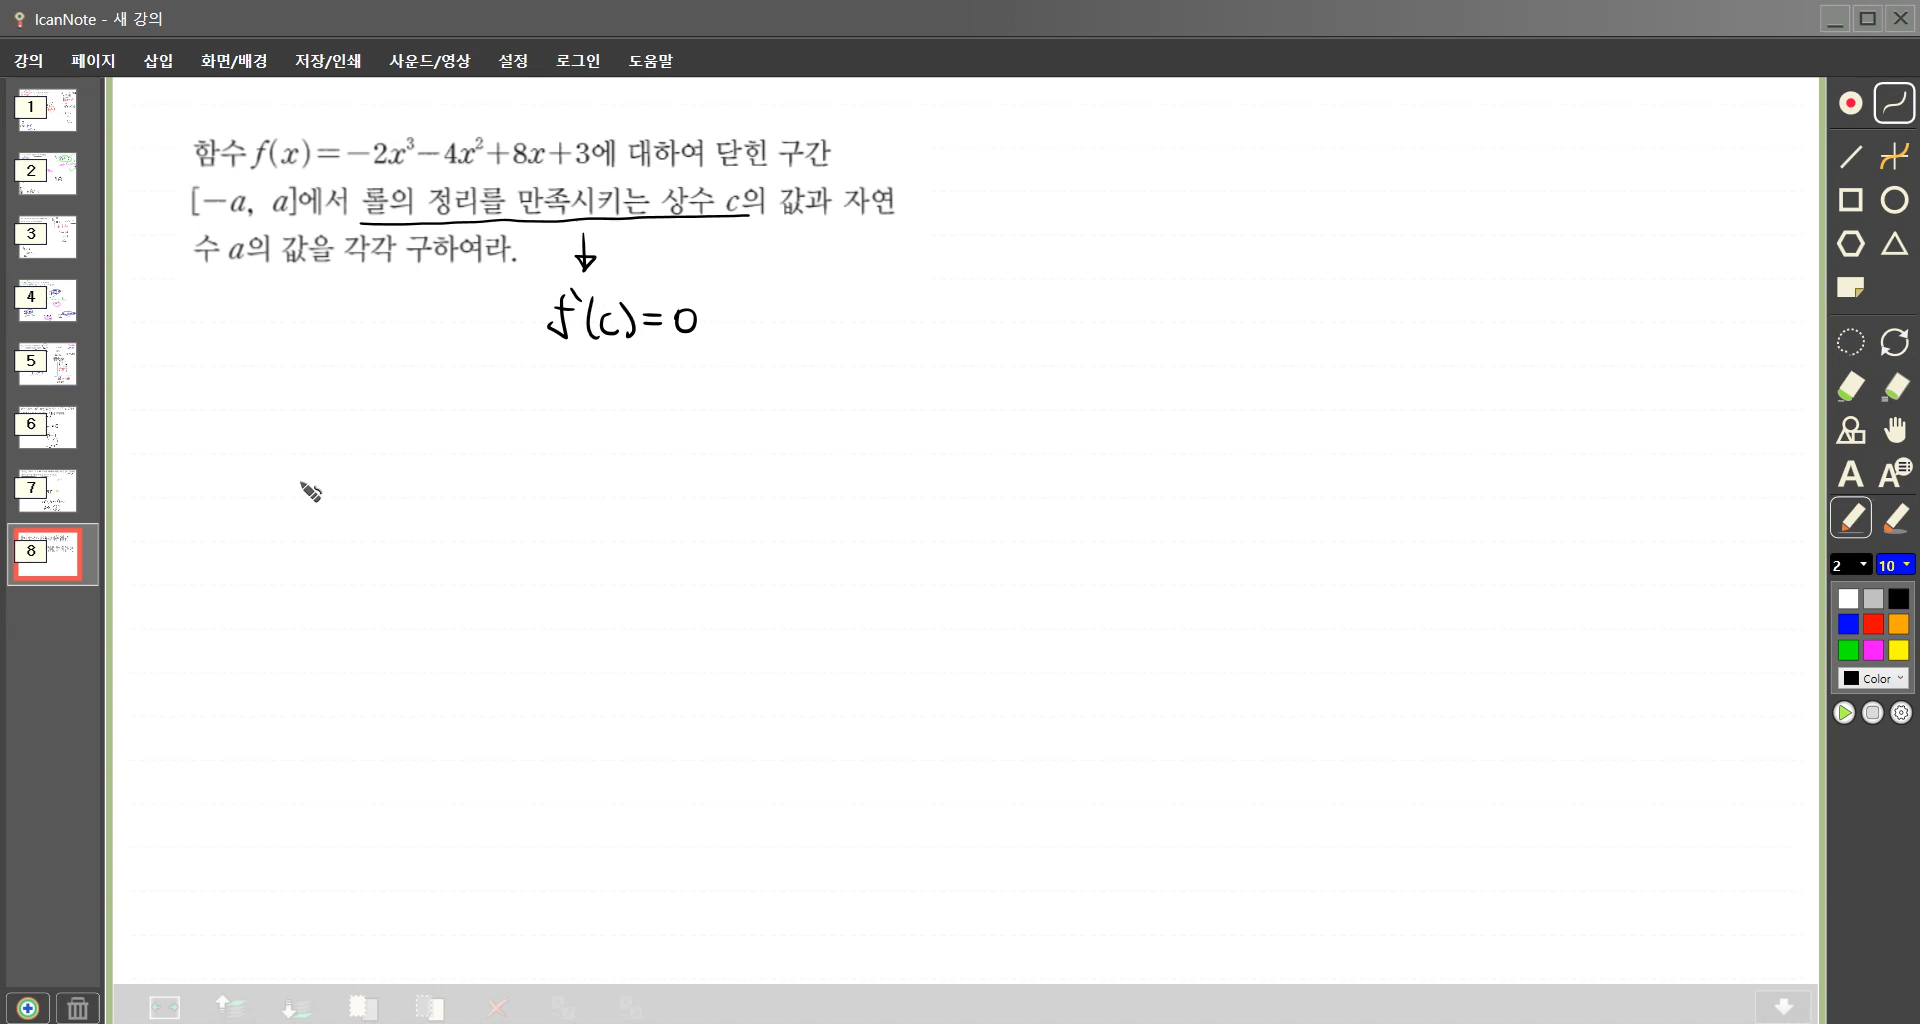 IcanNote - 새 강의
강의 페이지 삽입 화면/배경 저장/인쇄 사운드/영상 설정 로그인 도움말
1
2
3
4
5
6
7
8
함수 f(x)=-2x³-4x²+8x+3에 대하여 닫힌 구간
[-a, a]에서 롤의 정리를 만족시키는 상수 c의 값과 자연
수 a의 값을 각각 구하여라.
f'(c)=0
A A
2 10
Color